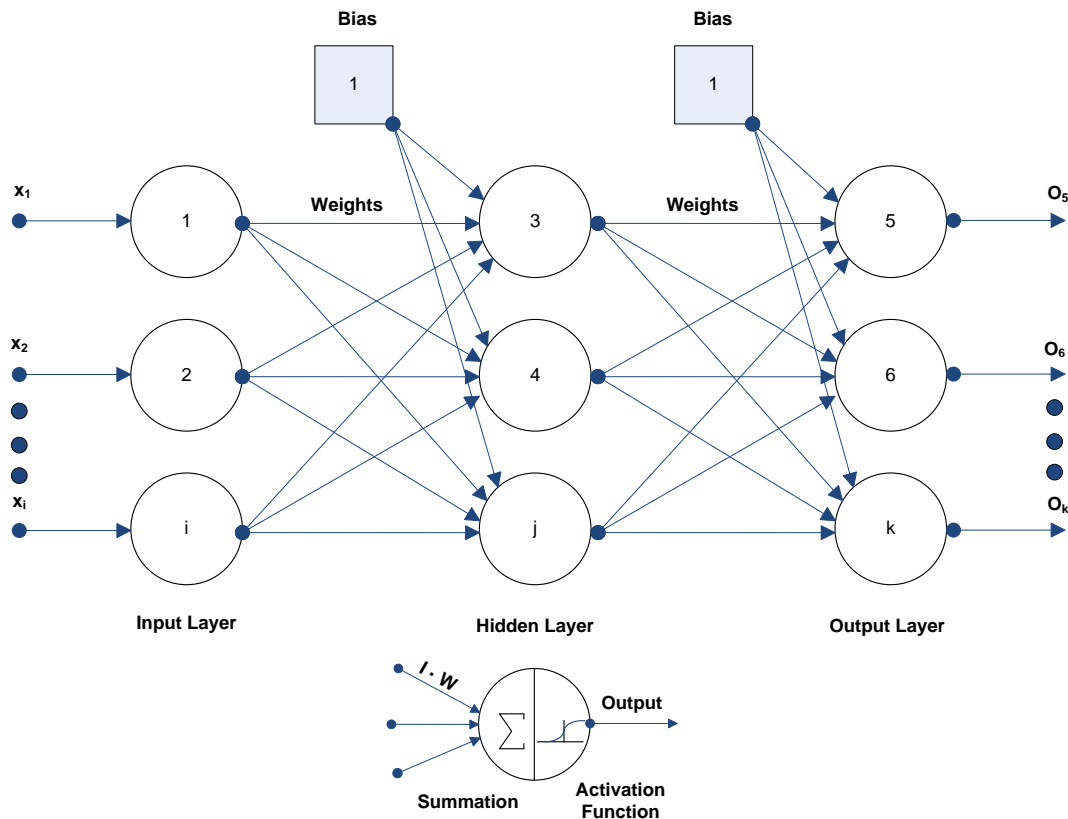 Bias
Bias
1
1
x₁
1
Weights
3
Weights
5
O₅
x₂
2
4
6
O₆
xᵢ
i
j
k
Oₖ
Input Layer
Hidden Layer
Output Layer
I · W
∑
Output
Summation
Activation
Function